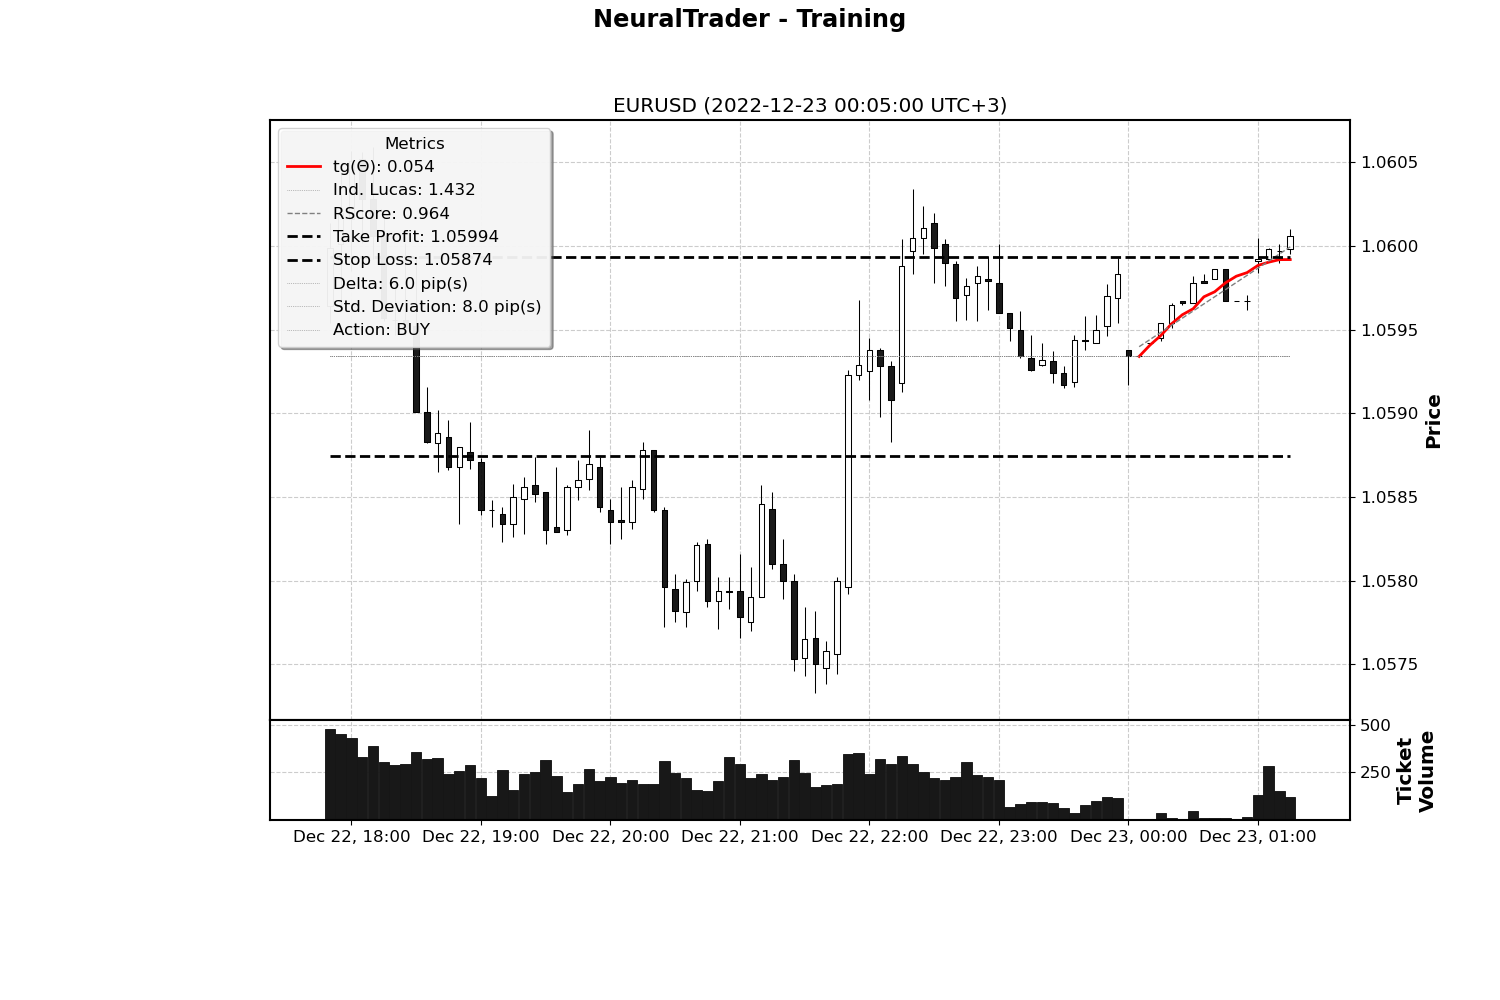 NeuralTrader - Training
EURUSD (2022-12-23 00:05:00 UTC+3)
Metrics
tg(Θ): 0.054
Ind. Lucas: 1.432
RScore: 0.964
Take Profit: 1.05994
Stop Loss: 1.05874
Delta: 6.0 pip(s)
Std. Deviation: 8.0 pip(s)
Action: BUY
1.0605
1.0600
1.0595
1.0590
1.0585
1.0580
1.0575
Price
500
250
Ticket
Volume
Dec 22, 18:00 Dec 22, 19:00 Dec 22, 20:00 Dec 22, 21:00 Dec 22, 22:00 Dec 22, 23:00 Dec 23, 00:00 Dec 23, 01:00